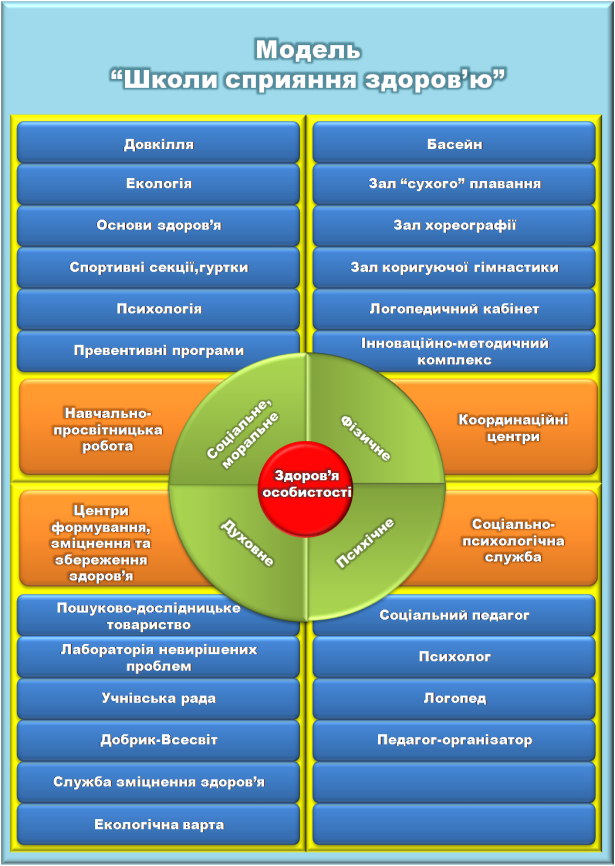 Модель
“Школи сприяння здоров’ю”
Довкілля
Екологія
Основи здоров’я
Спортивні секції,гуртки
Психологія
Превентивні програми
Басейн
Зал “сухого” плавання
Зал хореографії
Зал коригуючої гімнастики
Логопедичний кабінет
Інноваційно-методичний
комплекс
Навчально-
просвітницька
робота
Соціальне,
моральне
Фізичне
Координаційні
центри
Здоров’я
особистості
Центри
формування,
зміцнення та
збереження
здоров’я
Духовне
Психічне
Соціально-
психологічна
служба
Пошуково-дослідницьке
товариство
Лабораторія невирішених
проблем
Учнівська рада
Добрик-Всесвіт
Служба зміцнення здоров’я
Екологічна варта
Соціальний педагог
Психолог
Логопед
Педагог-організатор